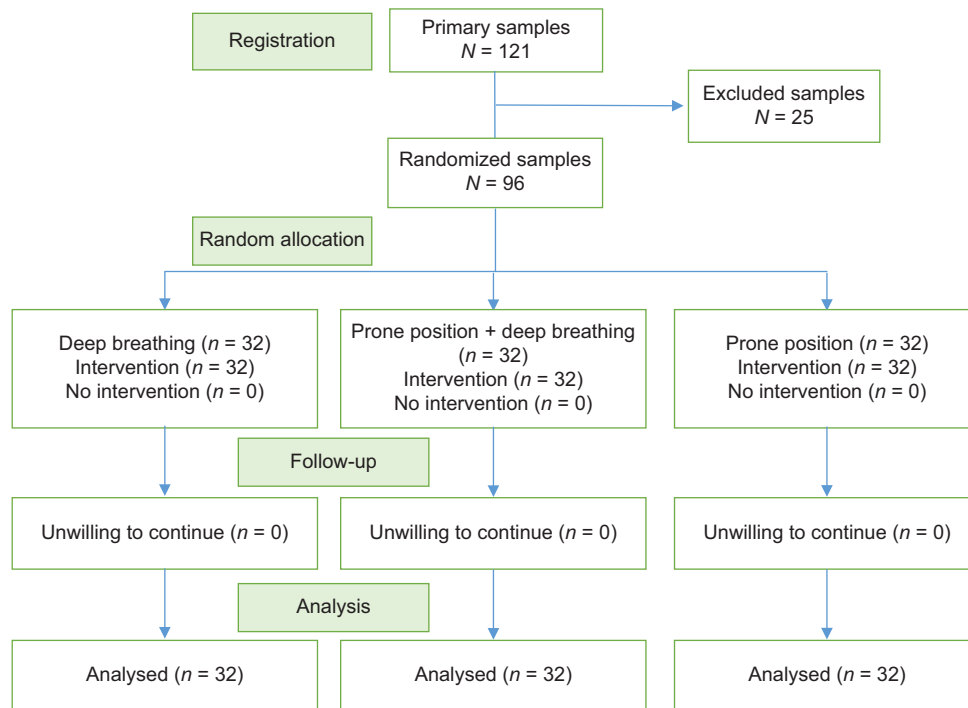 Registration
Primary samples
N = 121
Excluded samples
N = 25
Randomized samples
N = 96
Random allocation
Deep breathing (n = 32)
Intervention (n = 32)
No intervention (n = 0)
Prone position + deep breathing
(n = 32)
Intervention (n = 32)
No intervention (n = 0)
Prone position (n = 32)
Intervention (n = 32)
No intervention (n = 0)
Follow-up
Unwilling to continue (n = 0)
Unwilling to continue (n = 0)
Unwilling to continue (n = 0)
Analysis
Analysed (n = 32)
Analysed (n = 32)
Analysed (n = 32)